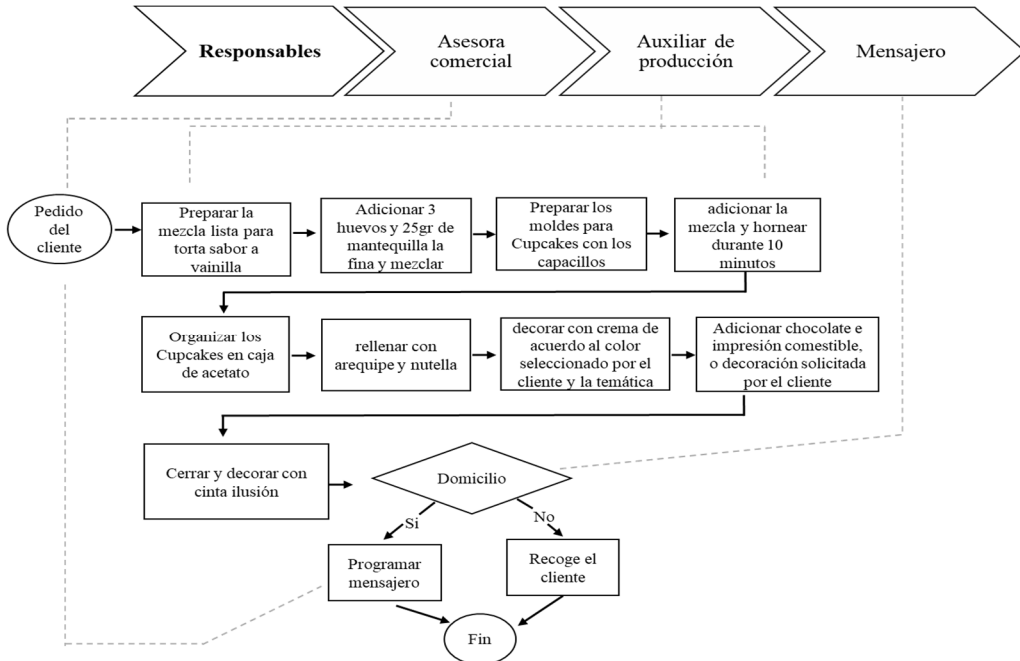 Responsables
Asesora
comercial
Auxiliar de
producción
Mensajero
Pedido
del
cliente
Preparar la
mezcla lista para
torta sabor a
vainilla
Adicionar 3
huevos y 25gr de
mantequilla la
fina y mezclar
Preparar los
moldes para
Cupcakes con los
capacillos
adicionar la
mezcla y hornear
durante 10
minutos
Organizar los
Cupcakes en caja
de acetato
rellenar con
arequipe y nutella
decorar con crema de
acuerdo al color
seleccionado por el
cliente y la temática
Adicionar chocolate e
impresión comestible,
o decoración solicitada
por el cliente
Cerrar y decorar con
cinta ilusión
Domicilio
Si
No
Programar
mensajero
Recoge el
cliente
Fin